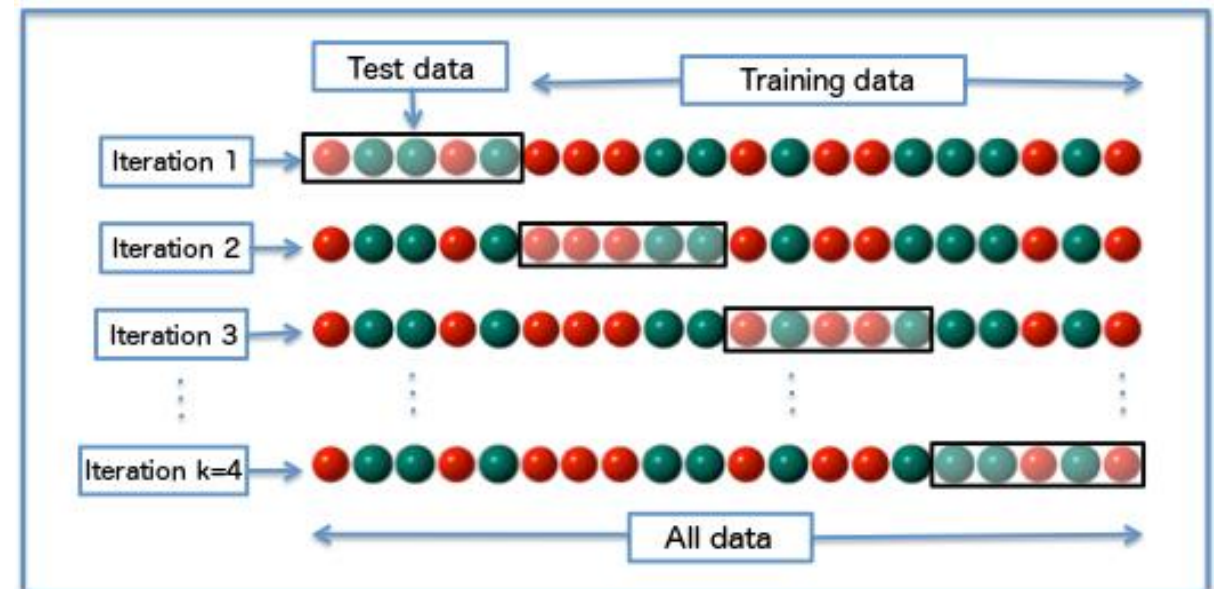 Test data
Training data
Iteration 1
Iteration 2
Iteration 3
Iteration k=4
All data